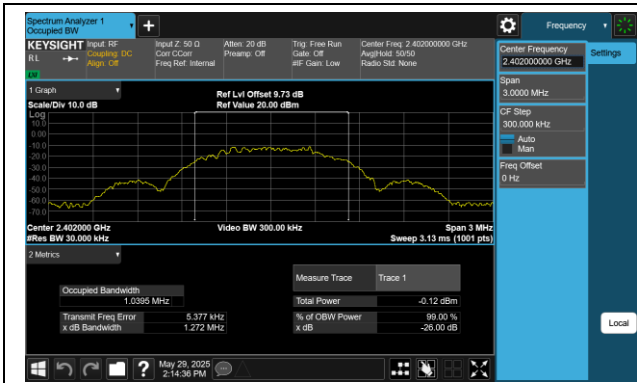 Spectrum Analyzer 1
Occupied BW
+
Frequency
KEYSIGHT Input: RF Input Z: 50 Ω Atten: 20 dB Trig: Free Run Center Freq: 2.402000000 GHz
RL Coupling: DC Corr CCorr Preamp: Off Gate: Off Avg|Hold: 50/50
Align: Off Freq Ref: Internal #IF Gain: Low Radio Std: None
Center Frequency
2.402000000 GHz
Settings
Span
3.0000 MHz
CF Step
300.000 kHz
Auto
Man
Freq Offset
0 Hz
1 Graph
Ref Lvl Offset 9.73 dB
Scale/Div 10.0 dB Ref Value 20.00 dBm
Log
10.0
0.00
-10.0
-20.0
-30.0
-40.0
-50.0
-60.0
-70.0
Center 2.402000 GHz Video BW 300.00 kHz Span 3 MHz
#Res BW 30.000 kHz Sweep 3.13 ms (1001 pts)
2 Metrics
Measure Trace Trace 1
Occupied Bandwidth
1.0395 MHz Total Power -0.12 dBm
Transmit Freq Error 5.377 kHz % of OBW Power 99.00 %
x dB Bandwidth 1.272 MHz x dB -26.00 dB
Local
?
May 29, 2025
2:14:36 PM